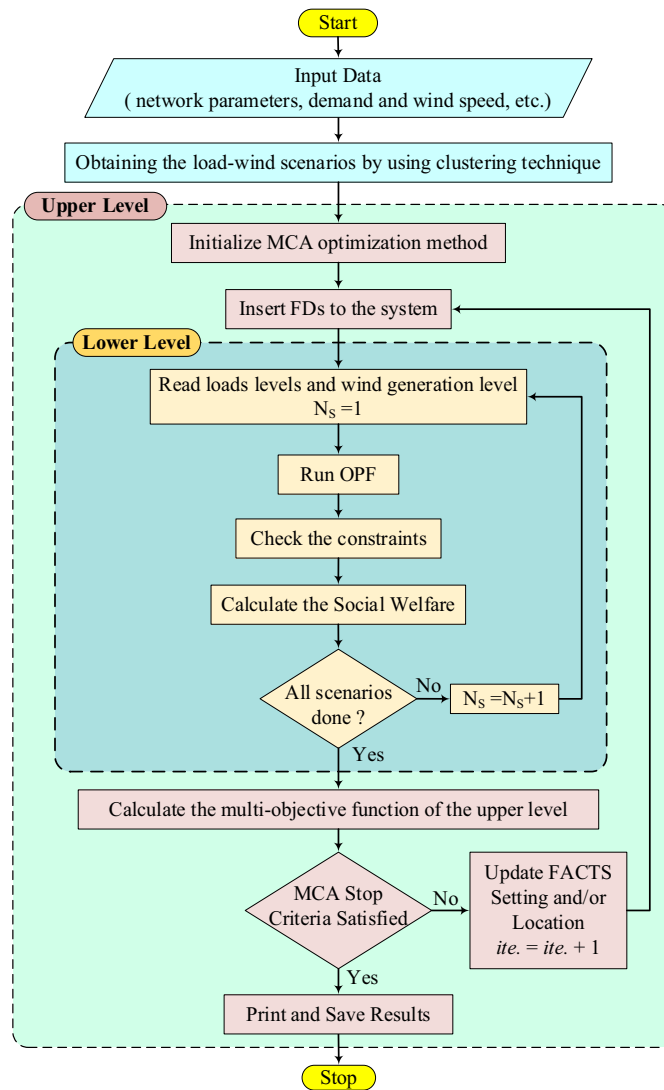 Start
Input Data
( network parameters, demand and wind speed, etc.)
Obtaining the load-wind scenarios by using clustering technique
Upper Level
Initialize MCA optimization method
Insert FDs to the system
Lower Level
Read loads levels and wind generation level
N_S =1
Run OPF
Check the constraints
Calculate the Social Welfare
All scenarios
done ?
No
N_S =N_S+1
Yes
Calculate the multi-objective function of the upper level
MCA Stop
Criteria Satisfied
No
Update FACTS
Setting and/or
Location
ite. = ite. + 1
Yes
Print and Save Results
Stop